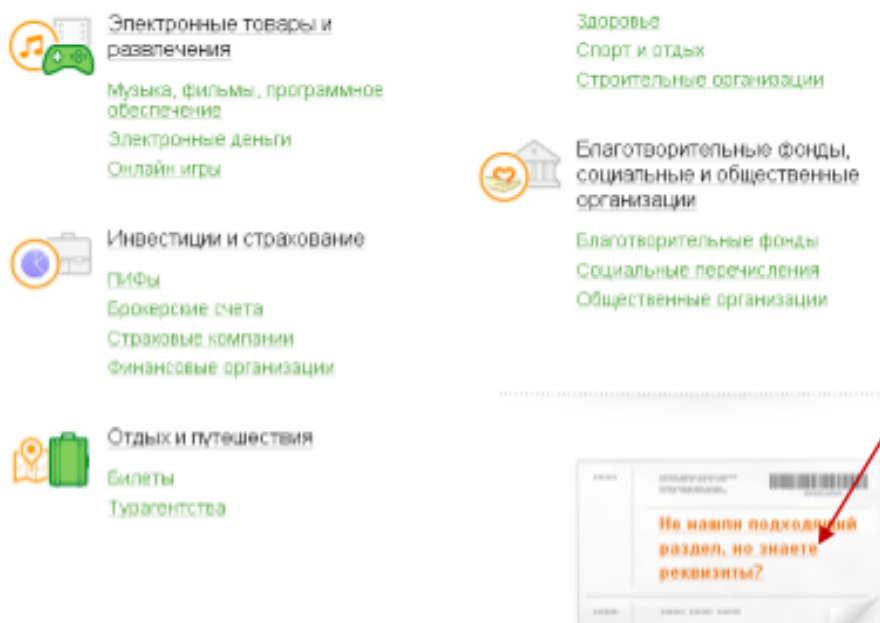 Электронные товары и
развлечения
Музыка, фильмы, программное
обеспечение
Электронные деньги
Онлайн игры
Инвестиции и страхование
ПИФы
Брокерские счета
Страховые компании
Финансовые организации
Отдых и путешествия
Билеты
Турагентства
Здоровье
Спорт и отдых
Строительные организации
Благотворительные фонды,
социальные и общественные
организации
Благотворительные фонды
Социальные перечисления
Общественные организации
Не нашли подходящий
раздел, но знаете
реквизиты?